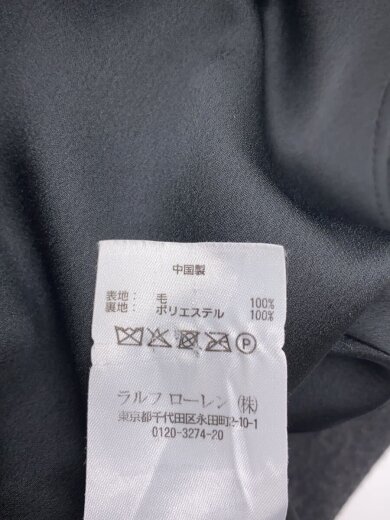 中国製
表地： 毛 100%
裏地： ポリエステル 100%
P
ラルフ ローレン (株)
東京都千代田区永田町2-10-1
0120-3274-20